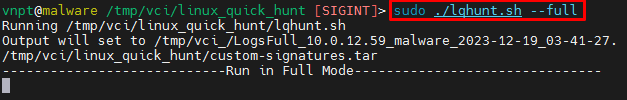 vnpt@malware /tmp/vci/linux_quick_hunt [SIGINT]> sudo ./lqhunt.sh --full
Running /tmp/vci/linux_quick_hunt/lqhunt.sh
Output will set to /tmp/vci_/LogsFull_10.0.12.59_malware_2023-12-19_03-41-27.
/tmp/vci/linux_quick_hunt/custom-signatures.tar
---------------------------Run in Full Mode------------------------------